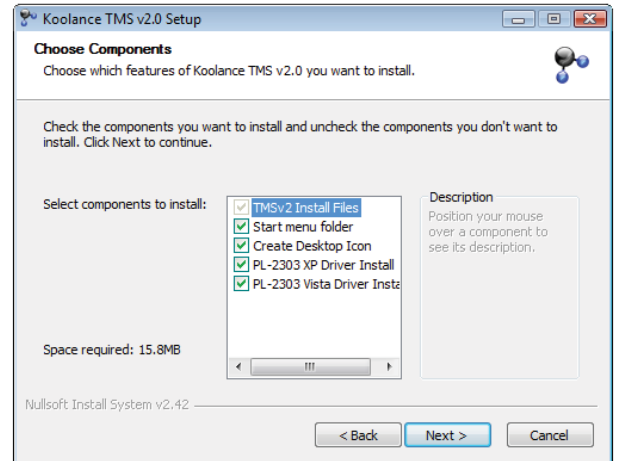 Koolance TMS v2.0 Setup
Choose Components
Choose which features of Koolance TMS v2.0 you want to install.
Check the components you want to install and uncheck the components you don't want to
install. Click Next to continue.
Select components to install:
TMSv2 Install Files
Start menu folder
Create Desktop Icon
PL-2303 XP Driver Install
PL-2303 Vista Driver Insta
Description
Position your mouse
over a component to
see its description.
Space required: 15.8MB
Nullsoft Install System v2.42
< Back
Next >
Cancel